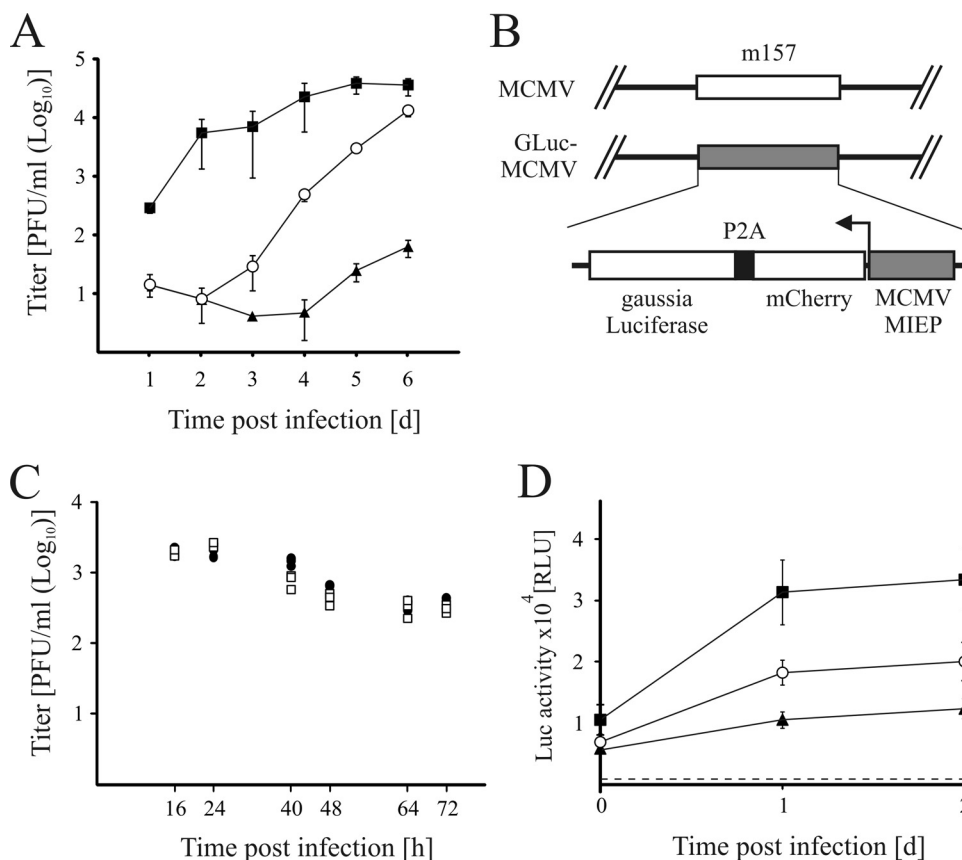 A
Titer [PFU/ml (Log₁₀)]
5
4
3
2
1
1 2 3 4 5 6
Time post infection [d]
B
m157
MCMV
GLuc-
MCMV
P2A
gaussia
Luciferase
mCherry
MCMV
MIEP
C
Titer [PFU/ml (Log₁₀)]
4
3
2
1
16 24 40 48 64 72
Time post infection [h]
D
Luc activity x10⁴ [RLU]
4
3
2
1
0 1 2
Time post infection [d]